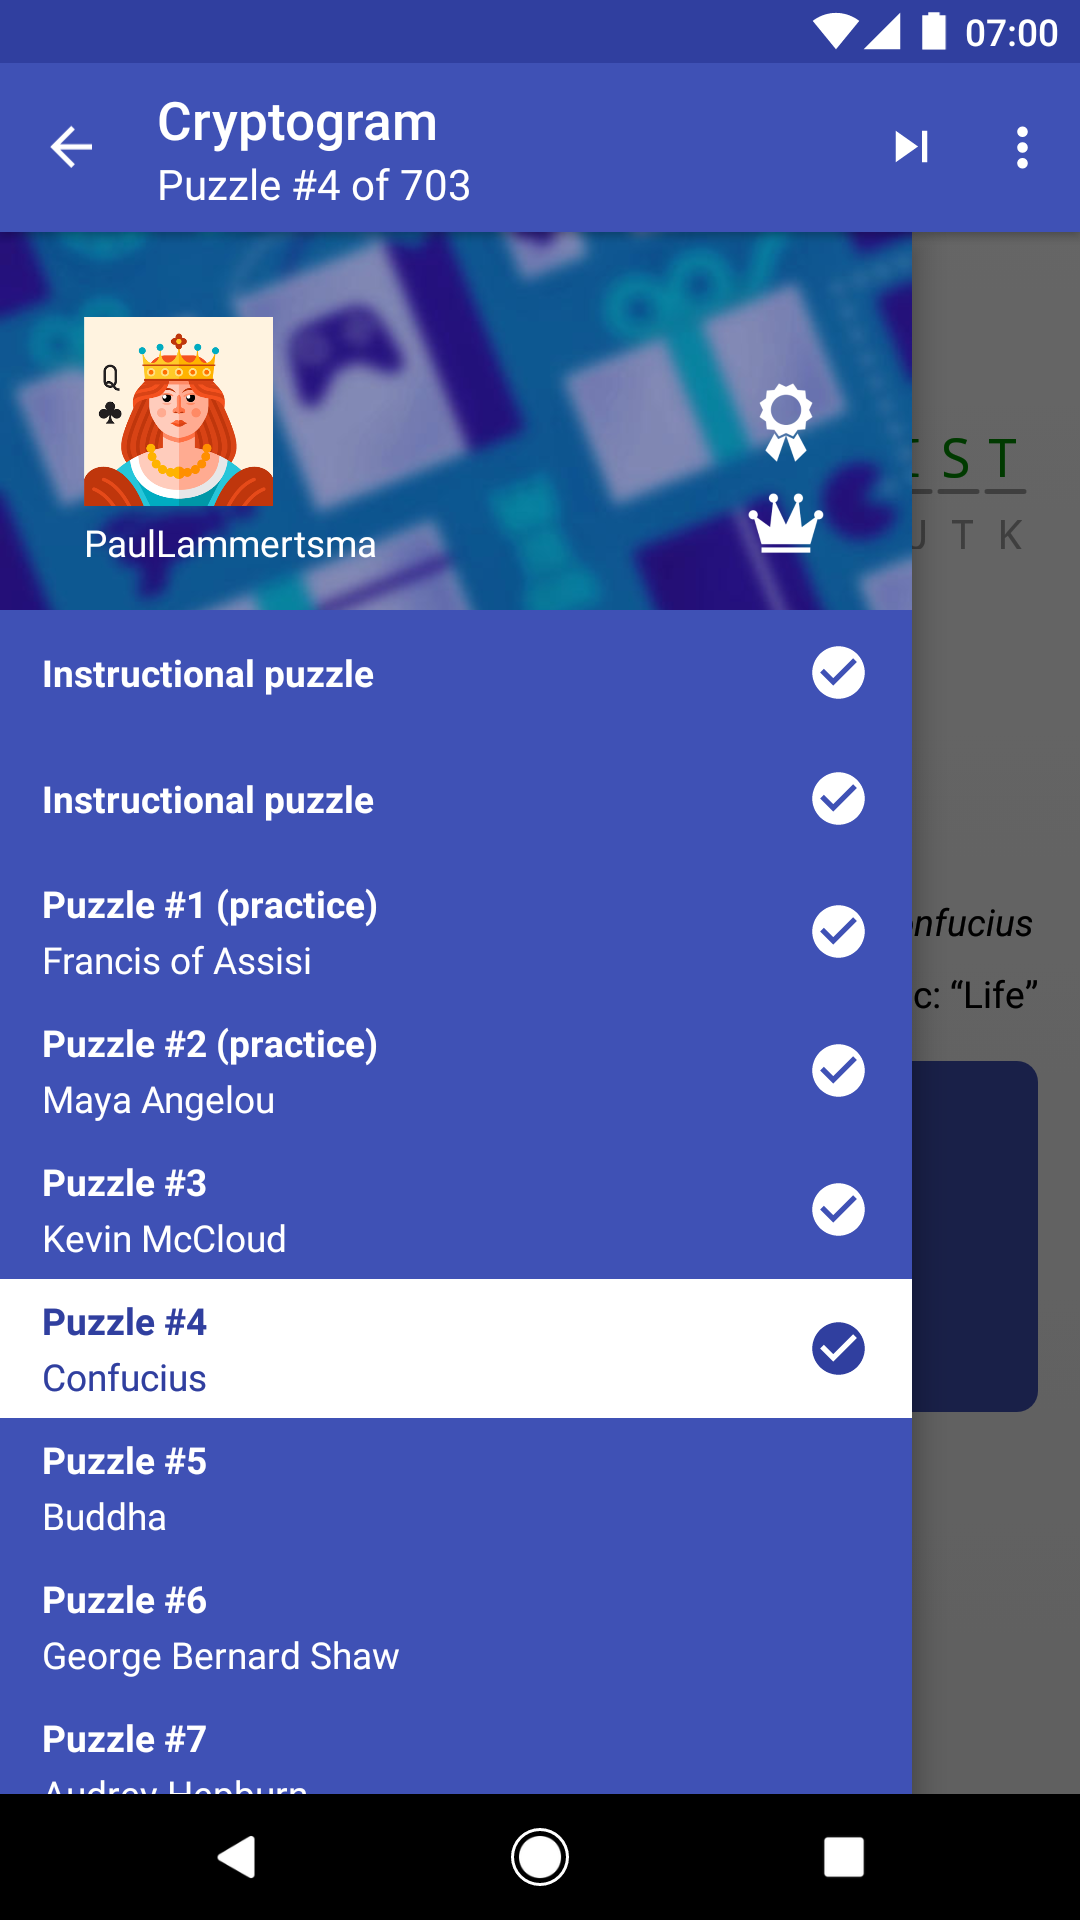 07:00
Cryptogram
Puzzle #4 of 703
Q
PaulLammertsma
S T
U T K
Instructional puzzle
Instructional puzzle
Puzzle #1 (practice)
Francis of Assisi
nfucius
Puzzle #2 (practice)
c: “Life”
Maya Angelou
Puzzle #3
Kevin McCloud
Puzzle #4
Confucius
Puzzle #5
Buddha
Puzzle #6
George Bernard Shaw
Puzzle #7
Audrey Hepburn